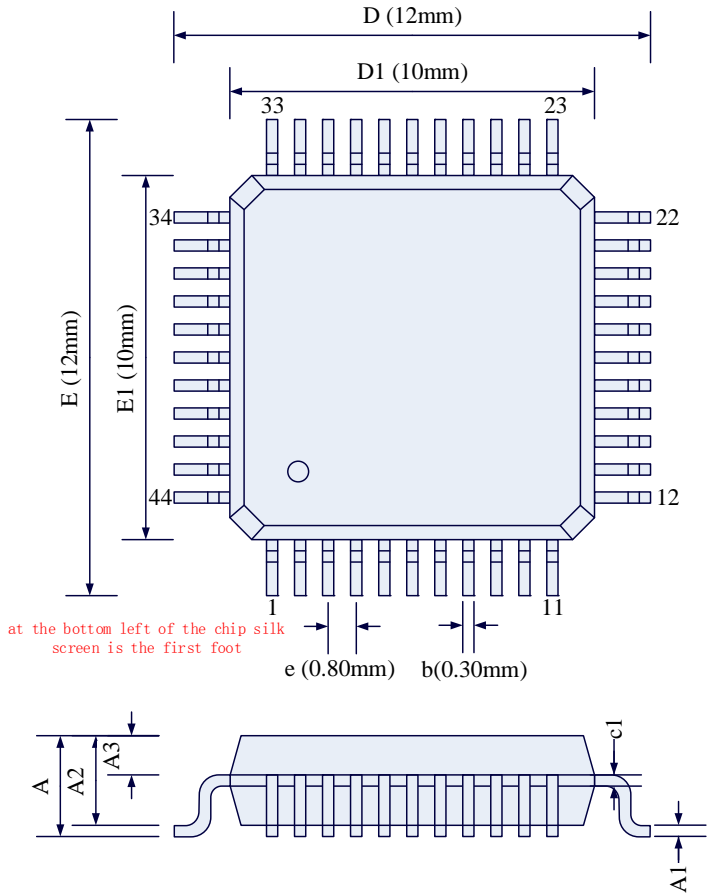 D (12mm)
D1 (10mm)
33
23
34
22
E (12mm)
E1 (10mm)
44
12
1
11
at the bottom left of the chip silk
screen is the first foot
e (0.80mm)
b(0.30mm)
A
A2
A3
c1
A1